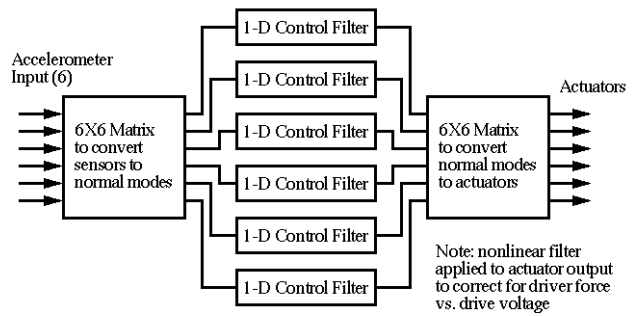 Accelerometer
Input (6)
6X6 Matrix
to convert
sensors to
normal modes
1-D Control Filter
1-D Control Filter
1-D Control Filter
1-D Control Filter
1-D Control Filter
1-D Control Filter
6X6 Matrix
to convert
normal modes
to actuators
Actuators
Note: nonlinear filter
applied to actuator output
to correct for driver force
vs. drive voltage